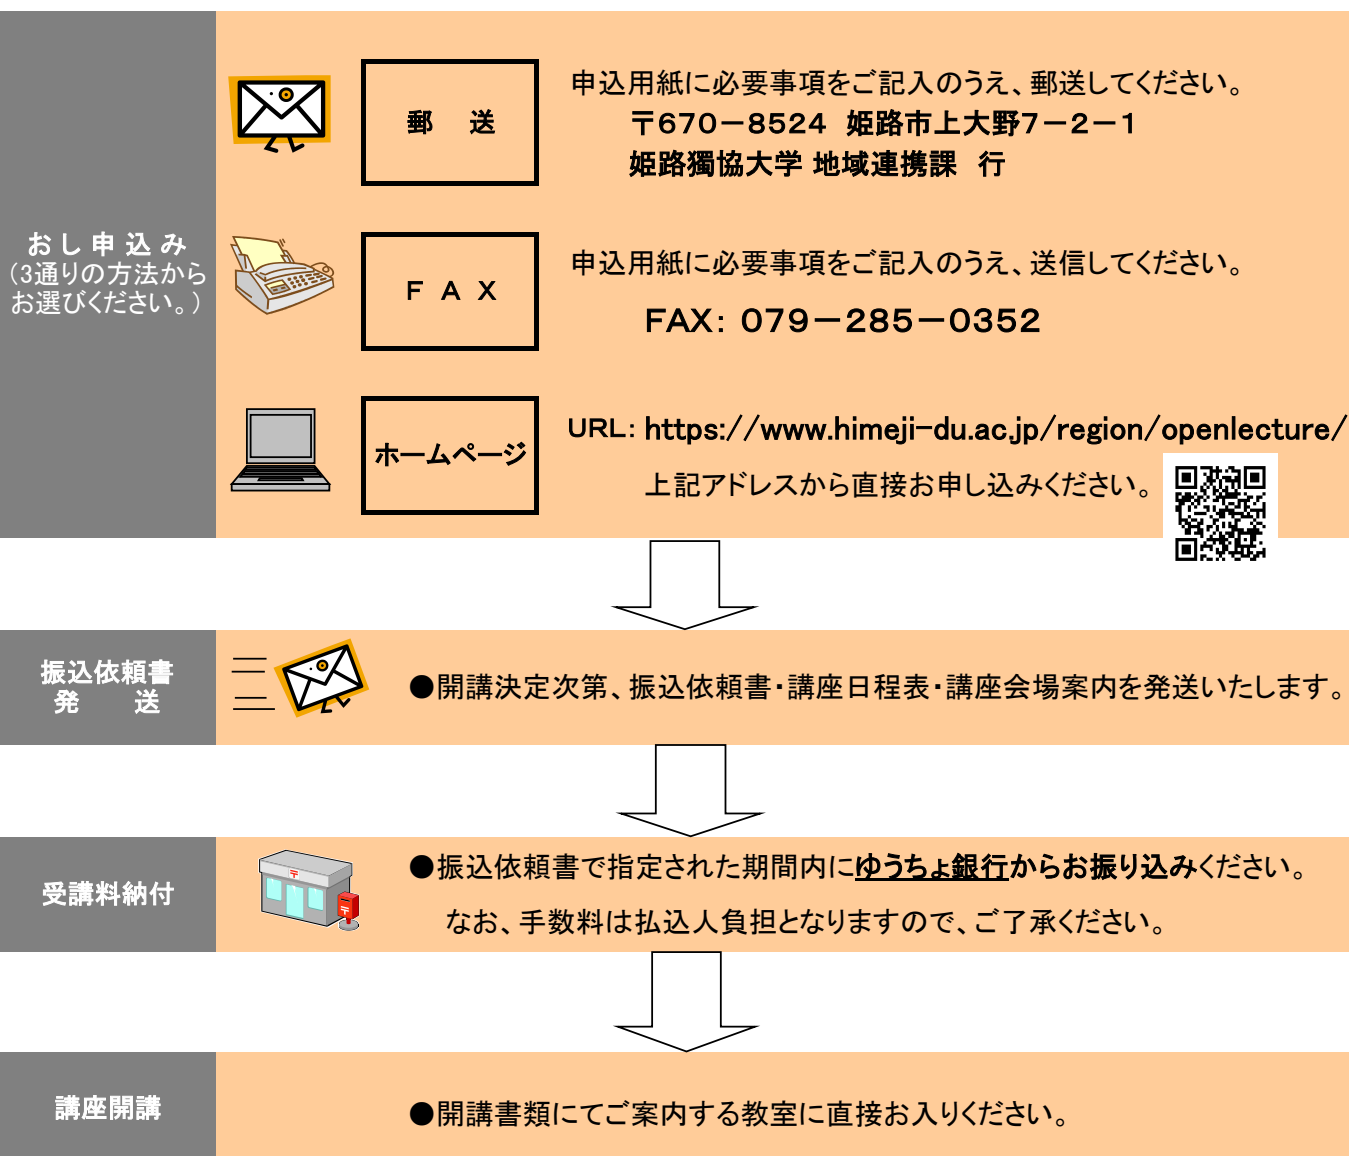 おし申込み
（3通りの方法から
お選びください。）
郵　送
申込用紙に必要事項をご記入のうえ、郵送してください。
〒670－8524　姫路市上大野7－2－1
姫路獨協大学 地域連携課　行
ＦＡＸ
申込用紙に必要事項をご記入のうえ、送信してください。
FAX：079－285－0352
ホームページ
URL：https://www.himeji-du.ac.jp/region/openlecture/
上記アドレスから直接お申し込みください。
振込依頼書
発　　送
●開講決定次第、振込依頼書・講座日程表・講座会場案内を発送いたします。
受講料納付
●振込依頼書で指定された期間内にゆうちょ銀行からお振り込みください。
なお、手数料は払込人負担となりますので、ご了承ください。
講座開講
●開講書類にてご案内する教室に直接お入りください。